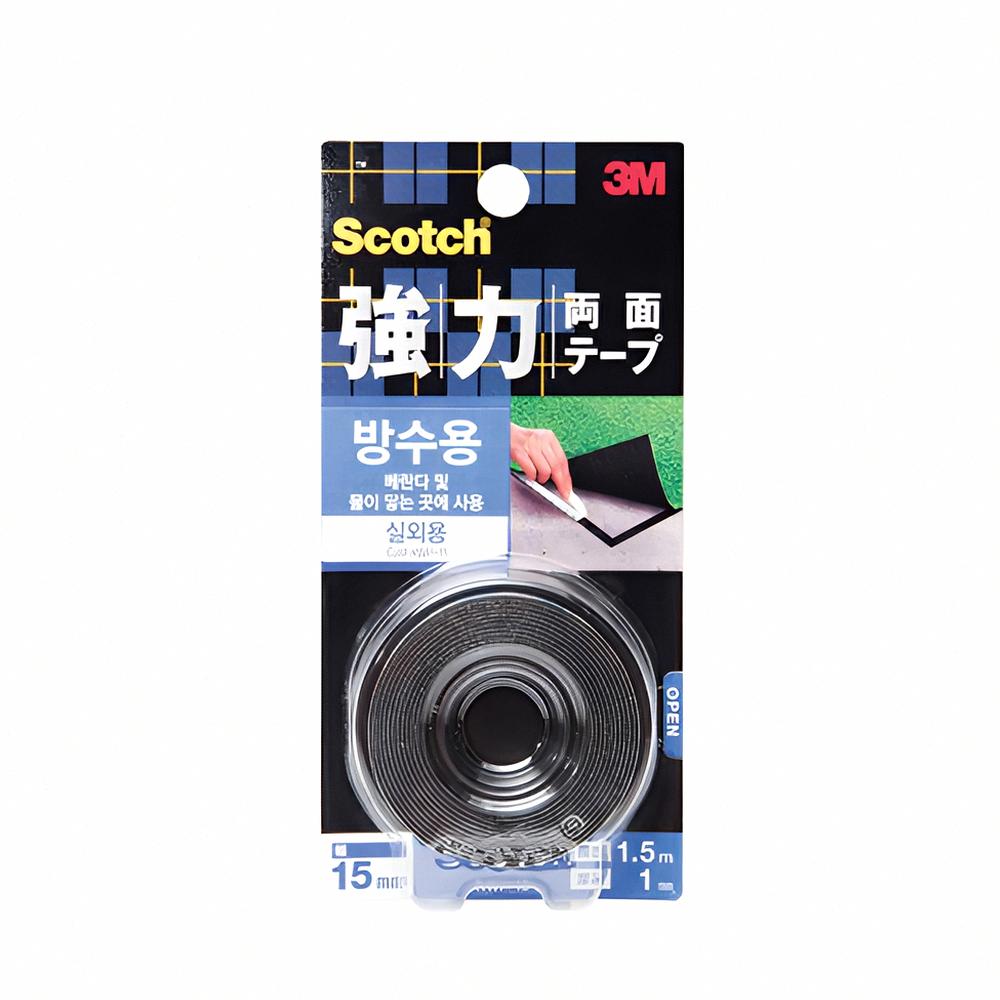 3M
Scotch
強力 両面
テープ
방수용
베란다 및
물이 닿는 곳에 사용
실외용
OPEN
15mm
1.5m
1